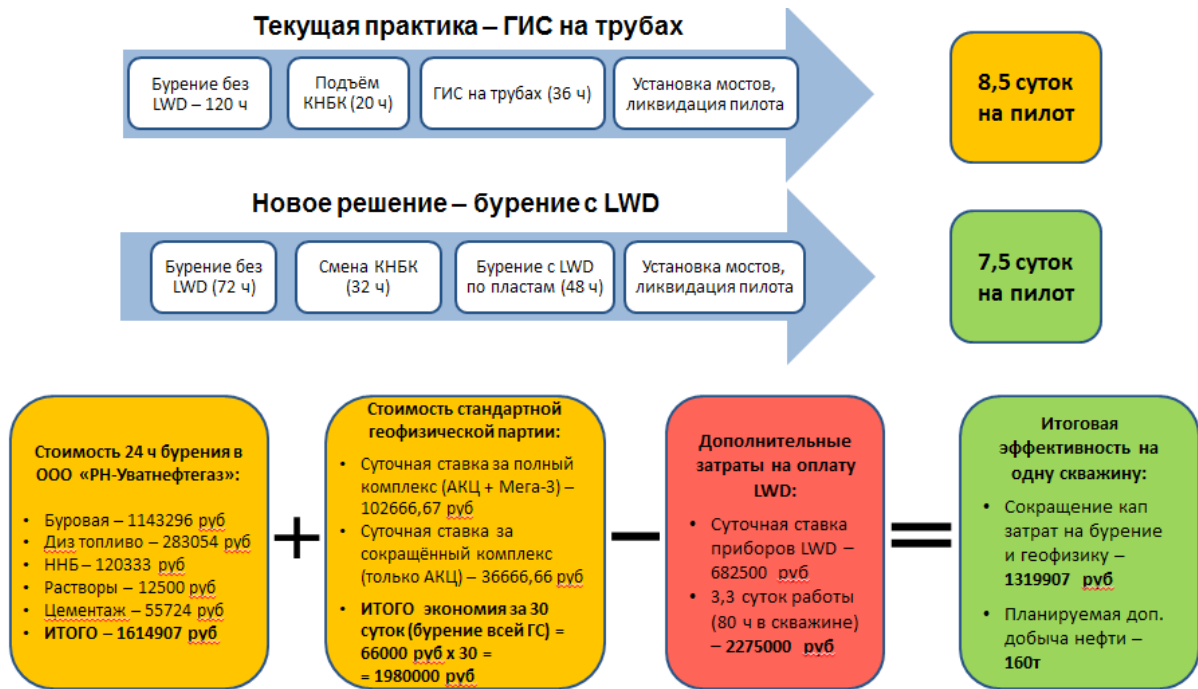 Текущая практика – ГИС на трубах
Бурение без
LWD – 120 ч
Подъём
КНБК (20 ч)
ГИС на трубах (36 ч)
Установка мостов,
ликвидация пилота
8,5 суток
на пилот
Новое решение – бурение с LWD
Бурение без
LWD (72 ч)
Смена КНБК
(32 ч)
Бурение с LWD
по пластам (48 ч)
Установка мостов,
ликвидация пилота
7,5 суток
на пилот
Стоимость 24 ч бурения в
ООО «РН-Уватнефтегаз»:
• Буровая – 1143296 руб
• Диз топливо – 283054 руб
• ННБ – 120333 руб
• Растворы – 12500 руб
• Цементаж – 55724 руб
• ИТОГО – 1614907 руб
+
Стоимость стандартной
геофизической партии:
• Суточная ставка за полный
комплекс (АКЦ + Мега-3) –
102666,67 руб
• Суточная ставка за
сокращённый комплекс
(только АКЦ) – 36666,66 руб
• ИТОГО экономия за 30
суток (бурение всей ГС) =
66000 руб х 30 =
= 1980000 руб
–
Дополнительные
затраты на оплату
LWD:
• Суточная ставка
приборов LWD –
682500 руб
• 3,3 суток работы
(80 ч в скважине)
– 2275000 руб
=
Итоговая
эффективность на
одну скважину:
• Сокращение кап
затрат на бурение
и геофизику –
1319907 руб
• Планируемая доп.
добыча нефти –
160т